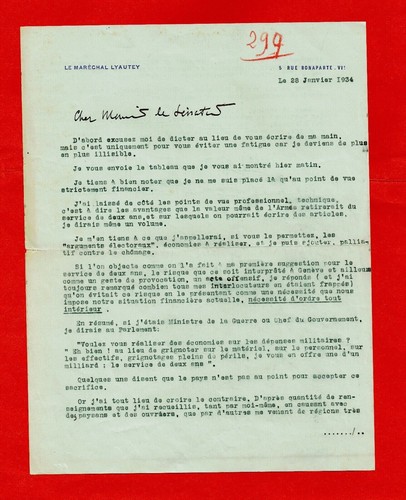 299
LE MARÉCHAL LYAUTEY
5 RUE BONAPARTE. VIe
Le 28 Janvier 1934
Cher Monsieur le Sénateur
D'abord excusez moi de dicter au lieu de vous écrire de ma main,
mais c'est uniquement pour vous éviter une fatigue car je deviens de plus
en plus illisible.
Je vous envoie le tableau que je vous ai montré hier matin.
Je tiens à bien noter que je ne me suis placé là qu'au point de vue
strictement financier.
J'ai laissé de côté les points de vue professionnel, technique,
c'est à dire les avantages que la valeur même de l'Armée retirerait du
service de deux ans, et sur lesquels on pourrait écrire des articles,
je dirais même un volume.
Je m'en tiens à ce que j'appellerai, si vous le permettez, les
"arguments électoraux", économies à réaliser, et je puis ajouter, pallia-
tif contre le chômage.
Si l'on objecte comme on l'a fait à ma première suggestion pour le
service de deux ans, le risque que ce soit interprêté à Genève et ailleurs
comme un geste de provocation, un acte offensif, je réponds ( et j'ai
toujours remarqué combien tous mes interlocuteurs en étaient frappés)
qu'on évitait ce risque en le présentant comme une nécessité que nous
impose notre situation financière actuelle, nécessité d'ordre tout
intérieur .
En résumé, si j'étais Ministre de la Guerre ou Chef du Gouvernement,
je dirais au Parlement:
"Voulez vous réaliser des économies sur les dépenses militaires ?
" Eh bien ! au lieu de grignoter sur le matériel, sur le personnel, sur
les effectifs, grignotages pleins de périls, je vous en offre une d'un
milliard : le service de deux ans" .
Quelques uns disent que le pays n'est pas au point pour accepter ce
sacrifice.
Or j'ai tout lieu de croire le contraire. D'après quantité de ren-
seignements que j'ai recueillis, tant par moi-même, en causant avec
des paysans et des ouvriers, que par d'autres me venant de régions très
......./..